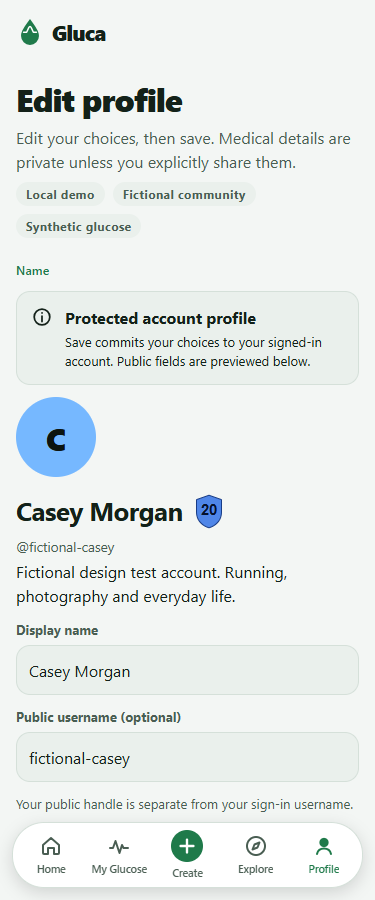 Gluca
Edit profile
Edit your choices, then save. Medical details are
private unless you explicitly share them.
Local demo
Fictional community
Synthetic glucose
Name
Protected account profile
Save commits your choices to your signed-in
account. Public fields are previewed below.
C
Casey Morgan
20
@fictional-casey
Fictional design test account. Running,
photography and everyday life.
Display name
Casey Morgan
Public username (optional)
fictional-casey
Your public handle is separate from your sign-in username.
Home
My Glucose
Create
Explore
Profile